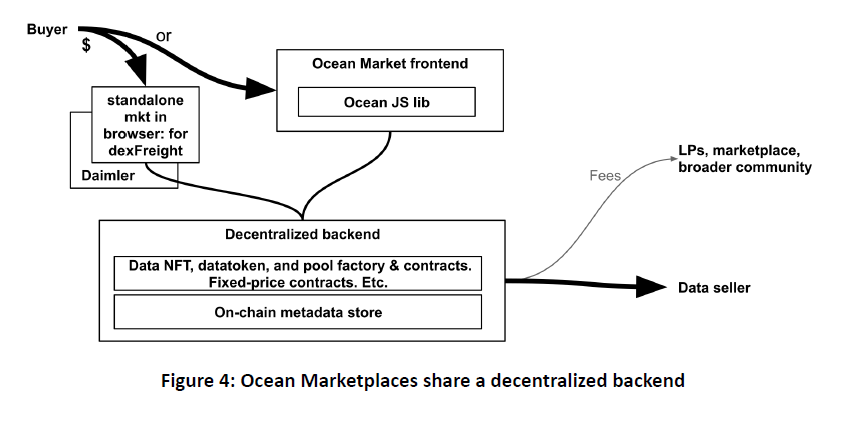 Buyer
$
or
standalone
mkt in
browser: for
dexFreight
Daimler
Ocean Market frontend
Ocean JS lib
Decentralized backend
Data NFT, datatoken, and pool factory & contracts.
Fixed-price contracts. Etc.
On-chain metadata store
Fees
LPs, marketplace,
broader community
Data seller
Figure 4: Ocean Marketplaces share a decentralized backend